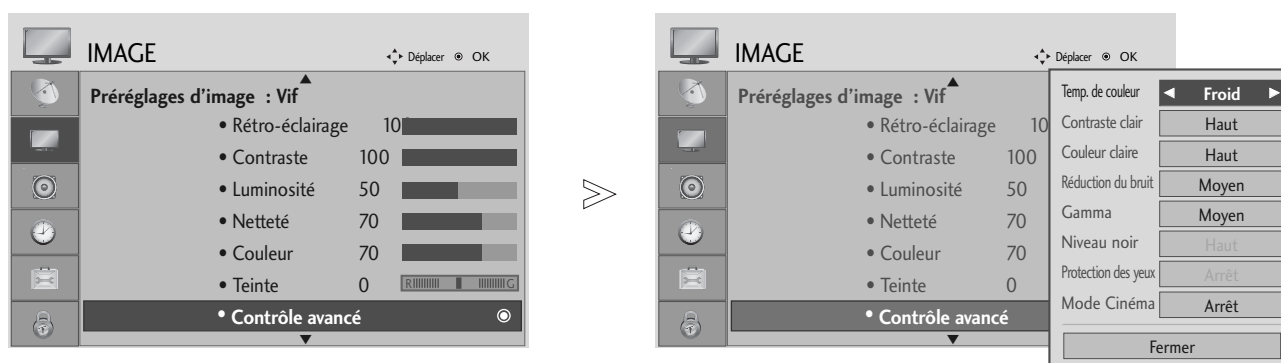 IMAGE
Déplacer OK
Préréglages d'image : Vif
• Rétro-éclairage 10
• Contraste 100
• Luminosité 50
• Netteté 70
• Couleur 70
• Teinte 0 R G
• Contrôle avancé
IMAGE
Déplacer OK
Préréglages d'image : Vif
• Rétro-éclairage 10
• Contraste 100
• Luminosité 50
• Netteté 70
• Couleur 70
• Teinte 0
• Contrôle avancé
Temp. de couleur Froid
Contraste clair Haut
Couleur claire Haut
Réduction du bruit Moyen
Gamma Moyen
Niveau noir Haut
Protection des yeux Arrêt
Mode Cinéma Arrêt
Fermer